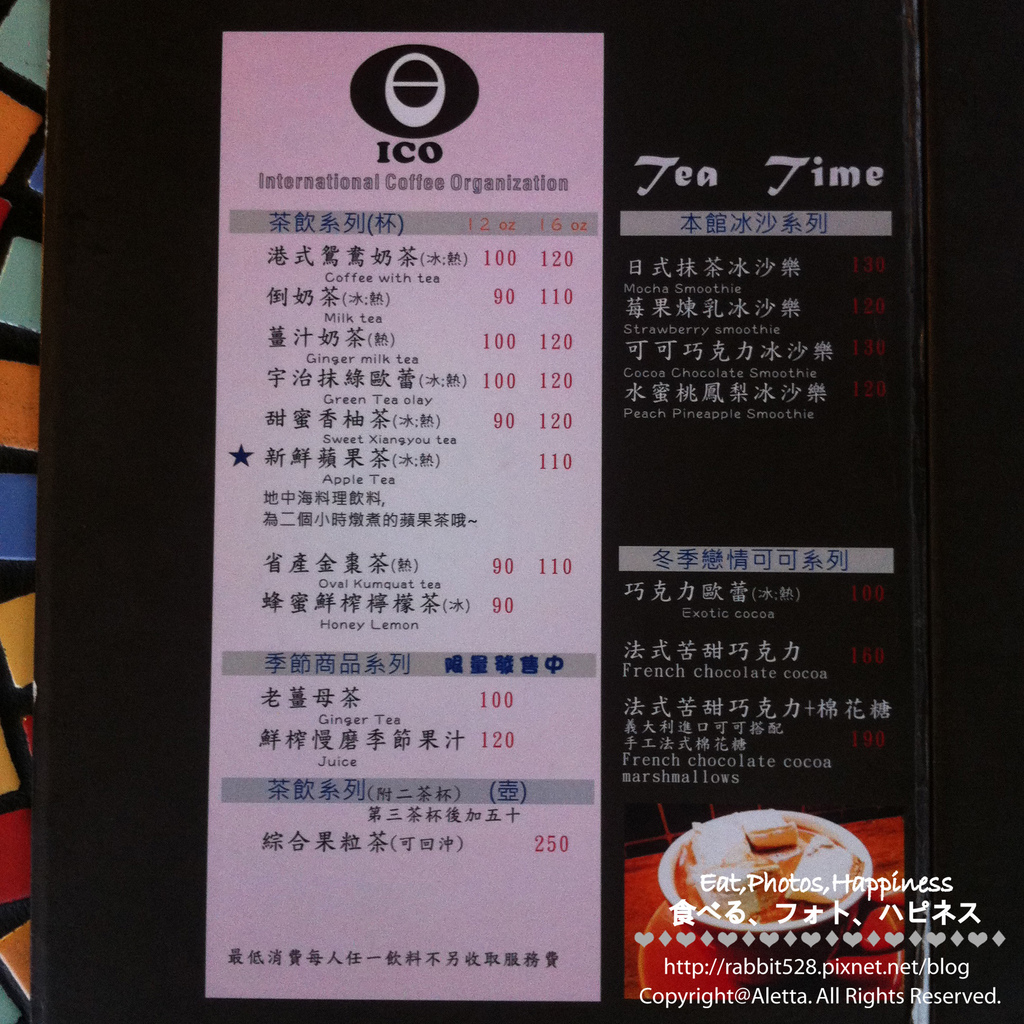 ICO
International Coffee Organization
茶飲系列(杯) 12 oz 16 oz
港式鴛鴦奶茶(冰;熱) 100 120
Coffee with tea
倒奶茶(冰;熱) 90 110
Milk tea
薑汁奶茶(熱) 100 120
Ginger milk tea
宇治抹綠歐蕾(冰;熱) 100 120
Green Tea olay
甜蜜香柚茶(冰;熱) 90 120
Sweet Xiangyou tea
★ 新鮮蘋果茶(冰;熱) 110
Apple Tea
地中海料理飲料,
為二個小時燉煮的蘋果茶哦~
省產金棗茶(熱) 90 110
Oval Kumquat tea
蜂蜜鮮榨檸檬茶(冰) 90
Honey Lemon
季節商品系列 限量發售中
老薑母茶 100
Ginger Tea
鮮榨慢磨季節果汁 120
Juice
茶飲系列(附二茶杯) (壺)
第三茶杯後加五十
綜合果粒茶(可回沖) 250
最低消費每人任一飲料不另收取服務費
Tea Time
本館冰沙系列
日式抹茶冰沙樂 130
Mocha Smoothie
莓果煉乳冰沙樂 120
Strawberry smoothie
可可巧克力冰沙樂 130
Cocoa Chocolate Smoothie
水蜜桃鳳梨冰沙樂 120
Peach Pineapple Smoothie
冬季戀情可可系列
巧克力歐蕾(冰;熱) 100
Exotic cocoa
法式苦甜巧克力 160
French chocolate cocoa
法式苦甜巧克力+棉花糖
義大利進口可可搭配
手工法式棉花糖 190
French chocolate cocoa
marshmallows
Eat,Photos,Happiness
食べる、フォト、ハピネス
http://rabbit528.pixnet.net/blog
Copyright@Aletta. All Rights Reserved.